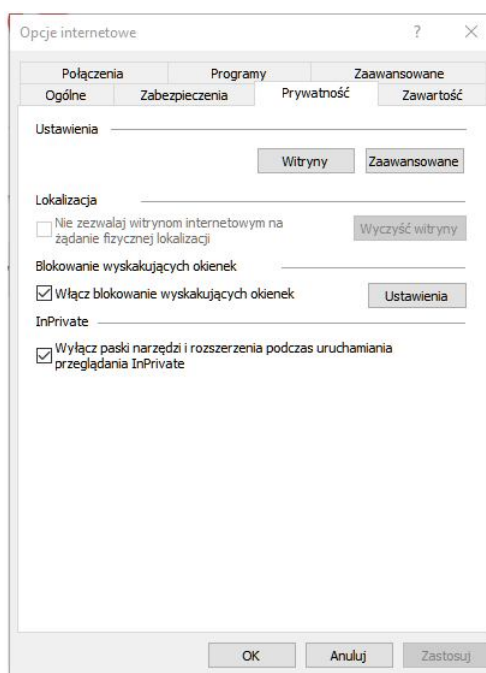 Opcje internetowe ?
Połączenia Programy Zaawansowane
Ogólne Zabezpieczenia Prywatność Zawartość
Ustawienia
Witryny Zaawansowane
Lokalizacja
Nie zezwalaj witrynom internetowym na
żądanie fizycznej lokalizacji
Wyczyść witryny
Blokowanie wyskakujących okienek
Włącz blokowanie wyskakujących okienek Ustawienia
InPrivate
Wyłącz paski narzędzi i rozszerzenia podczas uruchamiania
przeglądania InPrivate
OK Anuluj Zastosuj